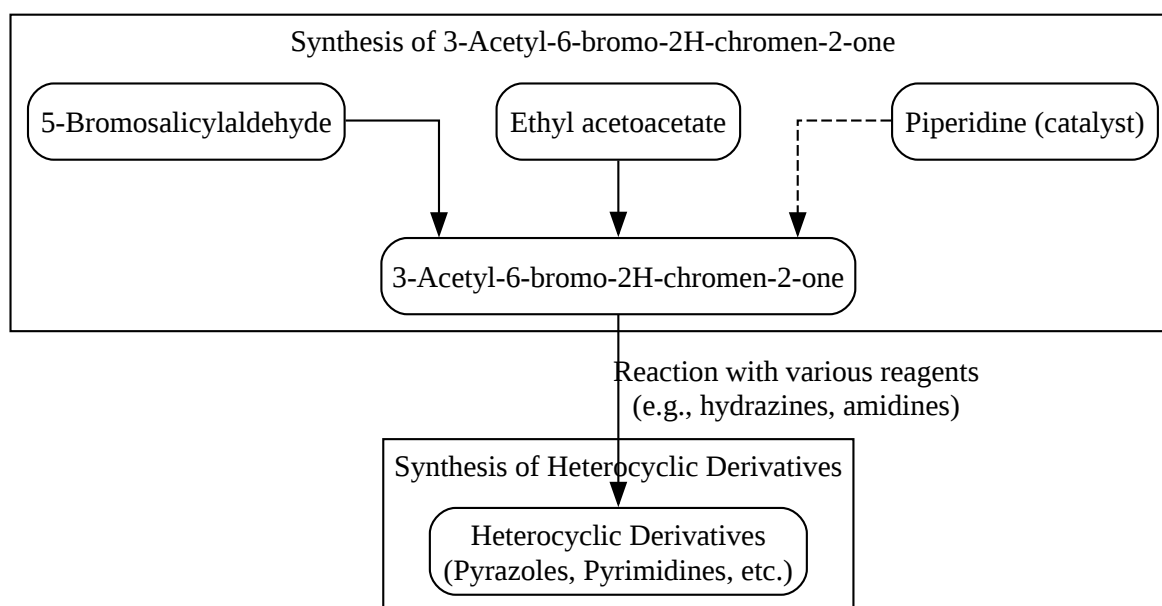 Synthesis of 3-Acetyl-6-bromo-2H-chromen-2-one
5-Bromosalicylaldehyde
Ethyl acetoacetate
Piperidine (catalyst)
3-Acetyl-6-bromo-2H-chromen-2-one
Reaction with various reagents
(e.g., hydrazines, amidines)
Synthesis of Heterocyclic Derivatives
Heterocyclic Derivatives
(Pyrazoles, Pyrimidines, etc.)